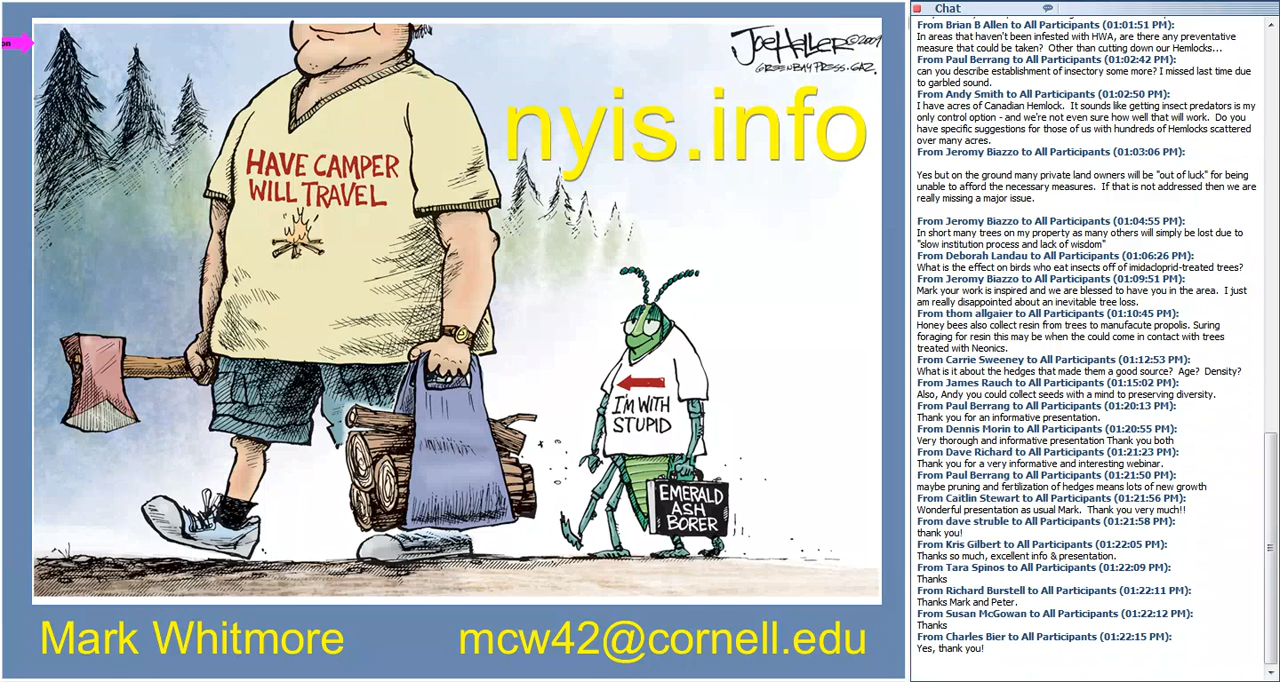 on
Joe Heller ©2009
GREEN BAY PRESS-GAZ.
nyis.info
HAVE CAMPER
WILL TRAVEL
I'M WITH
STUPID
EMERALD
ASH
BORER
Mark Whitmore
mcw42@cornell.edu
Chat
From Brian B Allen to All Participants (01:01:51 PM):
In areas that haven't been infested with HWA, are there any preventative
measure that could be taken? Other than cutting down our Hemlocks...
From Paul Berrang to All Participants (01:02:42 PM):
can you describe establishment of insectory some more? I missed last time due
to garbled sound.
From Andy Smith to All Participants (01:02:50 PM):
I have acres of Canadian Hemlock. It sounds like getting insect predators is my
only control option - and we're not even sure how well that will work. Do you
have specific suggestions for those of us with hundreds of Hemlocks scattered
over many acres.
From Jeromy Biazzo to All Participants (01:03:06 PM):
Yes but on the ground many private land owners will be "out of luck" for being
unable to afford the necessary measures. If that is not addressed then we are
really missing a major issue.
From Jeromy Biazzo to All Participants (01:04:55 PM):
In short many trees on my property as many others will simply be lost due to
"slow institution process and lack of wisdom"
From Deborah Landau to All Participants (01:06:26 PM):
What is the effect on birds who eat insects off of imidacloprid-treated trees?
From Jeromy Biazzo to All Participants (01:09:51 PM):
Mark your work is inspired and we are blessed to have you in the area. I just
am really disappointed about an inevitable tree loss.
From thom allgaier to All Participants (01:10:45 PM):
Honey bees also collect resin from trees to manufacute propolis. Suring
foraging for resin this may be when the could come in contact with trees
treated with Neonics.
From Carrie Sweeney to All Participants (01:12:53 PM):
What is it about the hedges that made them a good source? Age? Density?
From James Rauch to All Participants (01:15:02 PM):
Also, Andy you could collect seeds with a mind to preserving diversity.
From Paul Berrang to All Participants (01:20:13 PM):
Thank you for an informative presentation.
From Dennis Morin to All Participants (01:20:55 PM):
Very thorough and informative presentation Thank you both
From Dave Richard to All Participants (01:21:23 PM):
Thank you for a very informative and interesting webinar.
From Paul Berrang to All Participants (01:21:50 PM):
maybe pruning and fertilization of hedges means lots of new growth
From Caitlin Stewart to All Participants (01:21:56 PM):
Wonderful presentation as usual Mark. Thank you very much!!
From dave struble to All Participants (01:21:58 PM):
thank you!
From Kris Gilbert to All Participants (01:22:05 PM):
Thanks so much, excellent info & presentation.
From Tara Spinos to All Participants (01:22:09 PM):
Thanks
From Richard Burstell to All Participants (01:22:11 PM):
Thanks Mark and Peter.
From Susan McGowan to All Participants (01:22:12 PM):
Thanks
From Charles Bier to All Participants (01:22:15 PM):
Yes, thank you!